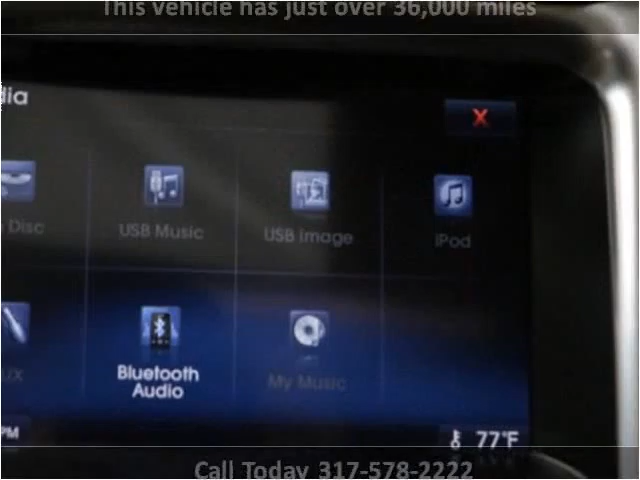 This vehicle has just over 36,000 miles
dia
Disc
USB Music
USB Image
iPod
UX
Bluetooth
Audio
My Music
PM
77°F
Call Today 317-578-2222